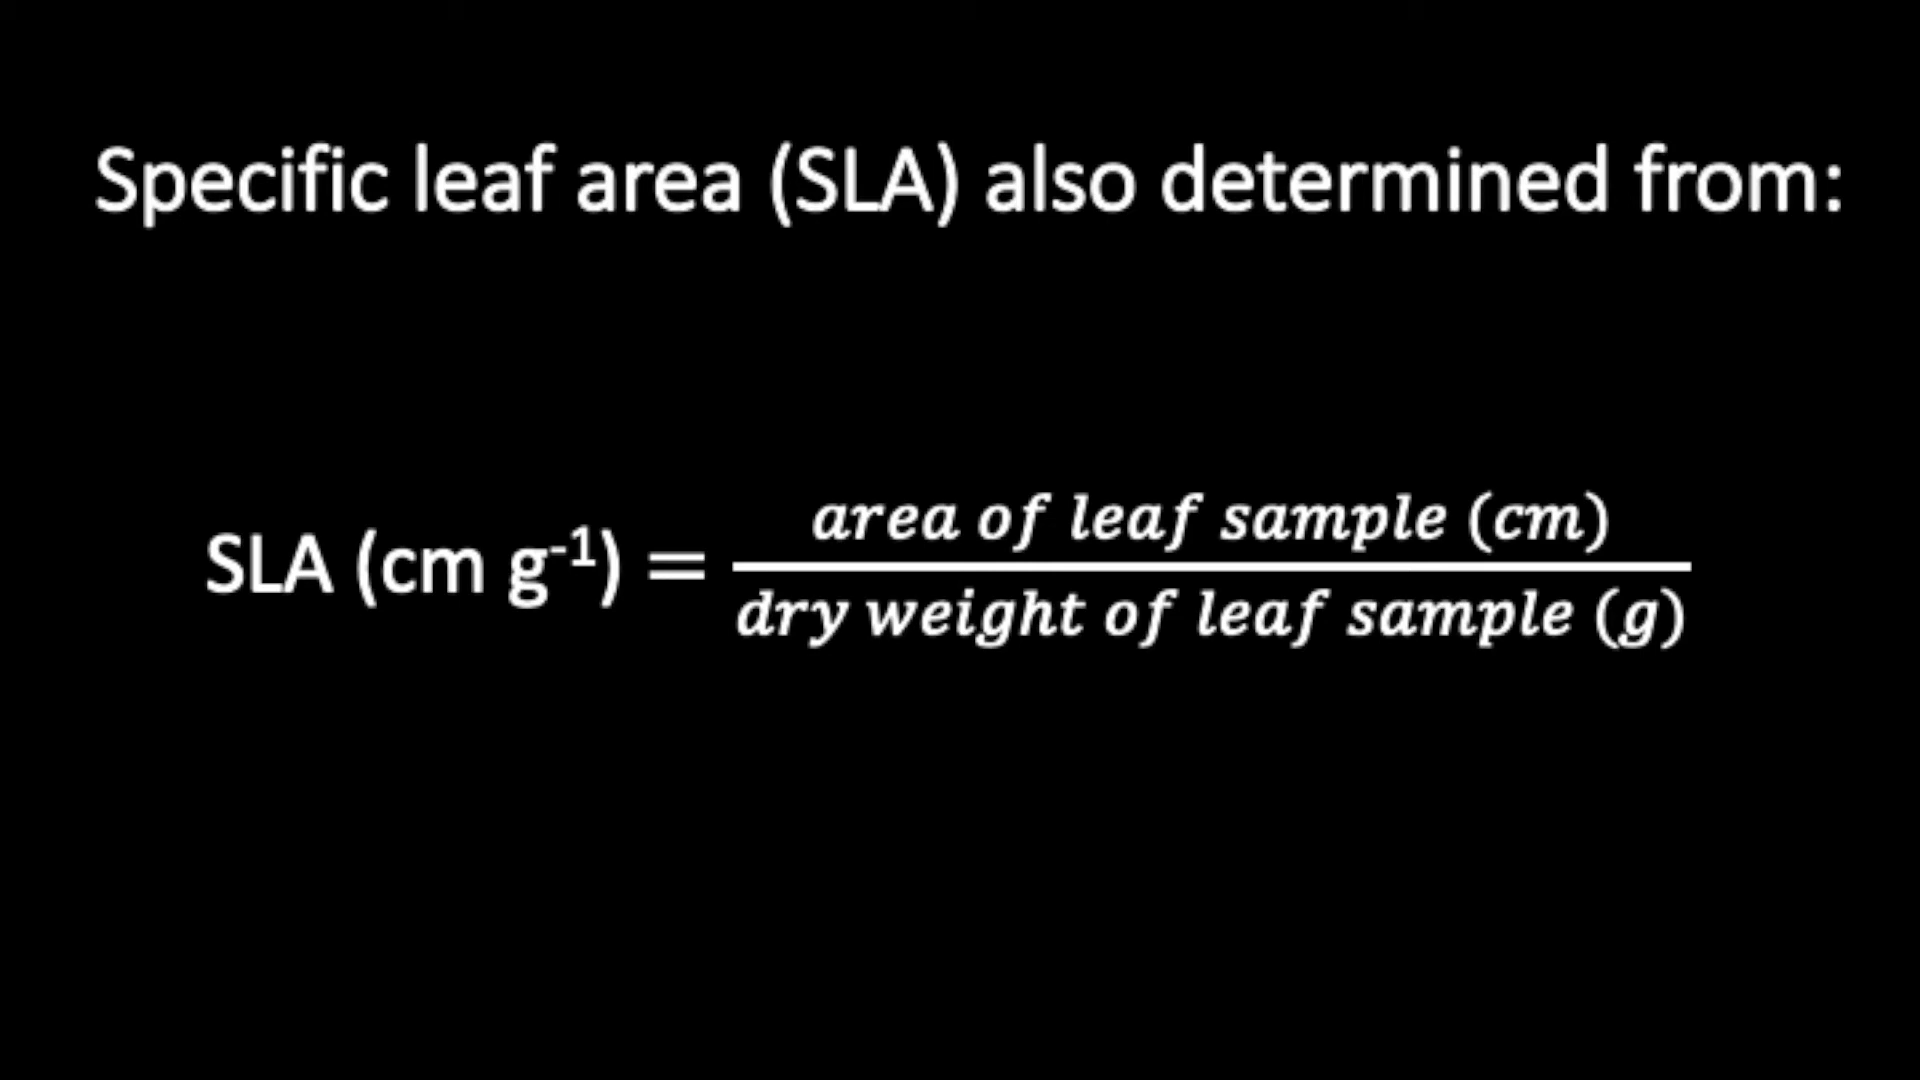 Specific leaf area (SLA) also determined from:
SLA (cm g⁻¹) = area of leaf sample (cm)
dry weight of leaf sample (g)